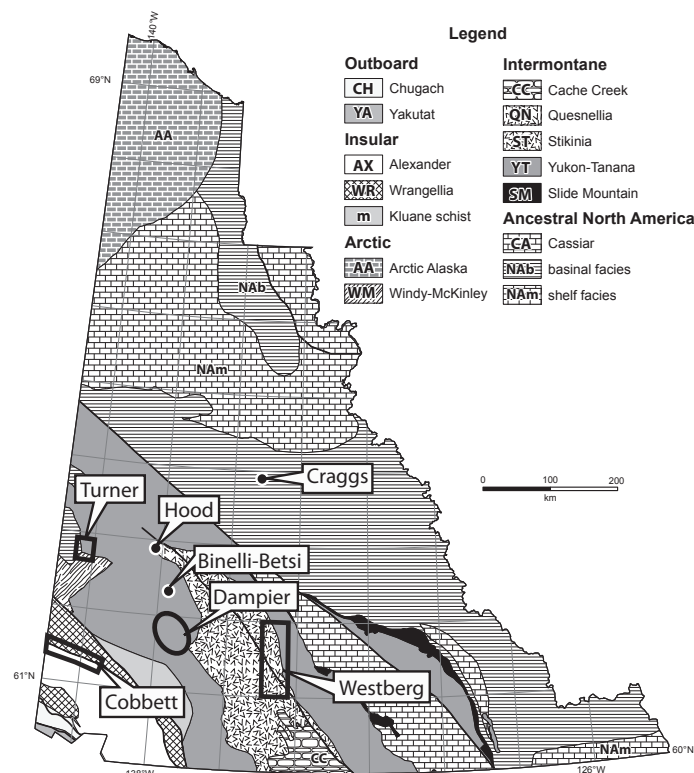 Legend
Outboard
CH Chugach
YA Yakutat
Insular
AX Alexander
WR Wrangellia
m Kluane schist
Arctic
AA Arctic Alaska
WM Windy-McKinley
Intermontane
CC Cache Creek
QN Quesnellia
ST Stikinia
YT Yukon-Tanana
SM Slide Mountain
Ancestral North America
CA Cassiar
NAb basinal facies
NAm shelf facies
140°W
69°N
AA
NAb
NAm
0 100 200
km
Craggs
Turner
Hood
Binelli-Betsi
Dampier
Westberg
Cobbett
61°N
CC
NAm
60°N
126°W